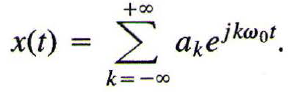 x(t) = \sum_{k=-\infty}^{+\infty} a_k e^{jk\omega_0 t}.